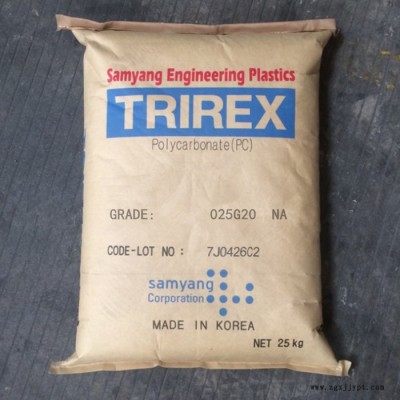 Samyang Engineering Plastics
TRIREX
Polycarbonate(PC)
GRADE: 025G20 NA
CODE-LOT NO : 7J0426C2
samyang
Corporation
MADE IN KOREA
NET 25 kg